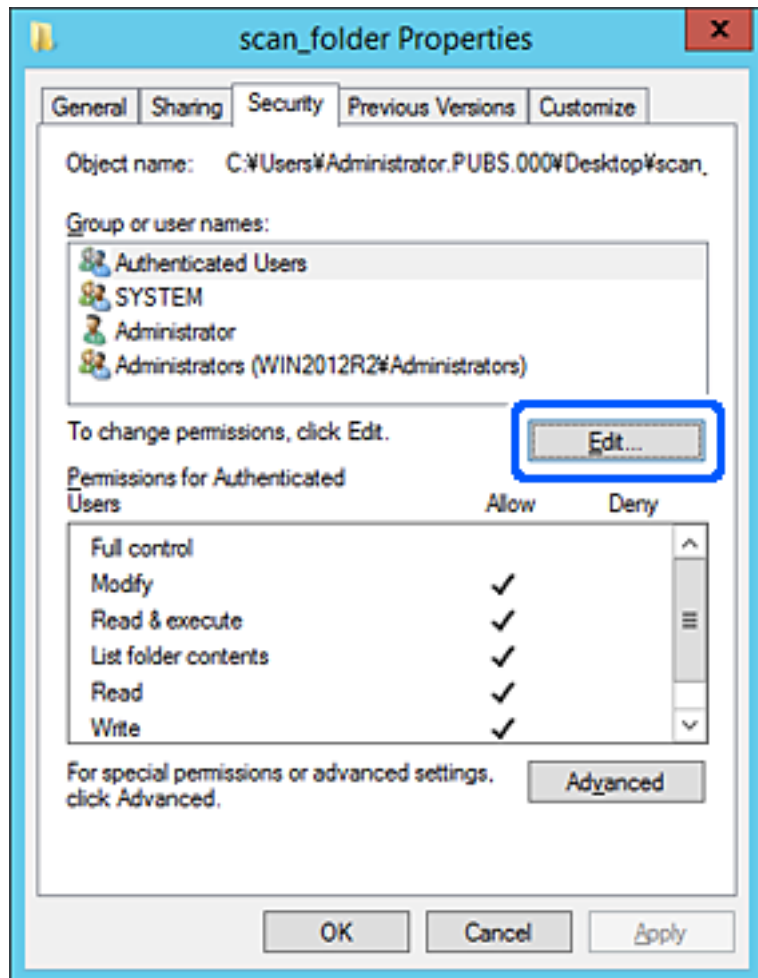 scan_folder Properties
x
General Sharing Security Previous Versions Customize
Object name: C:¥Users¥Administrator.PUBS.000¥Desktop¥scan_
Group or user names:
Authenticated Users
SYSTEM
Administrator
Administrators (WIN2012R2¥Administrators)
To change permissions, click Edit.
Edit...
Permissions for Authenticated
Users Allow Deny
Full control
Modify
Read & execute
List folder contents
Read
Write
For special permissions or advanced settings,
click Advanced.
Advanced
OK Cancel Apply